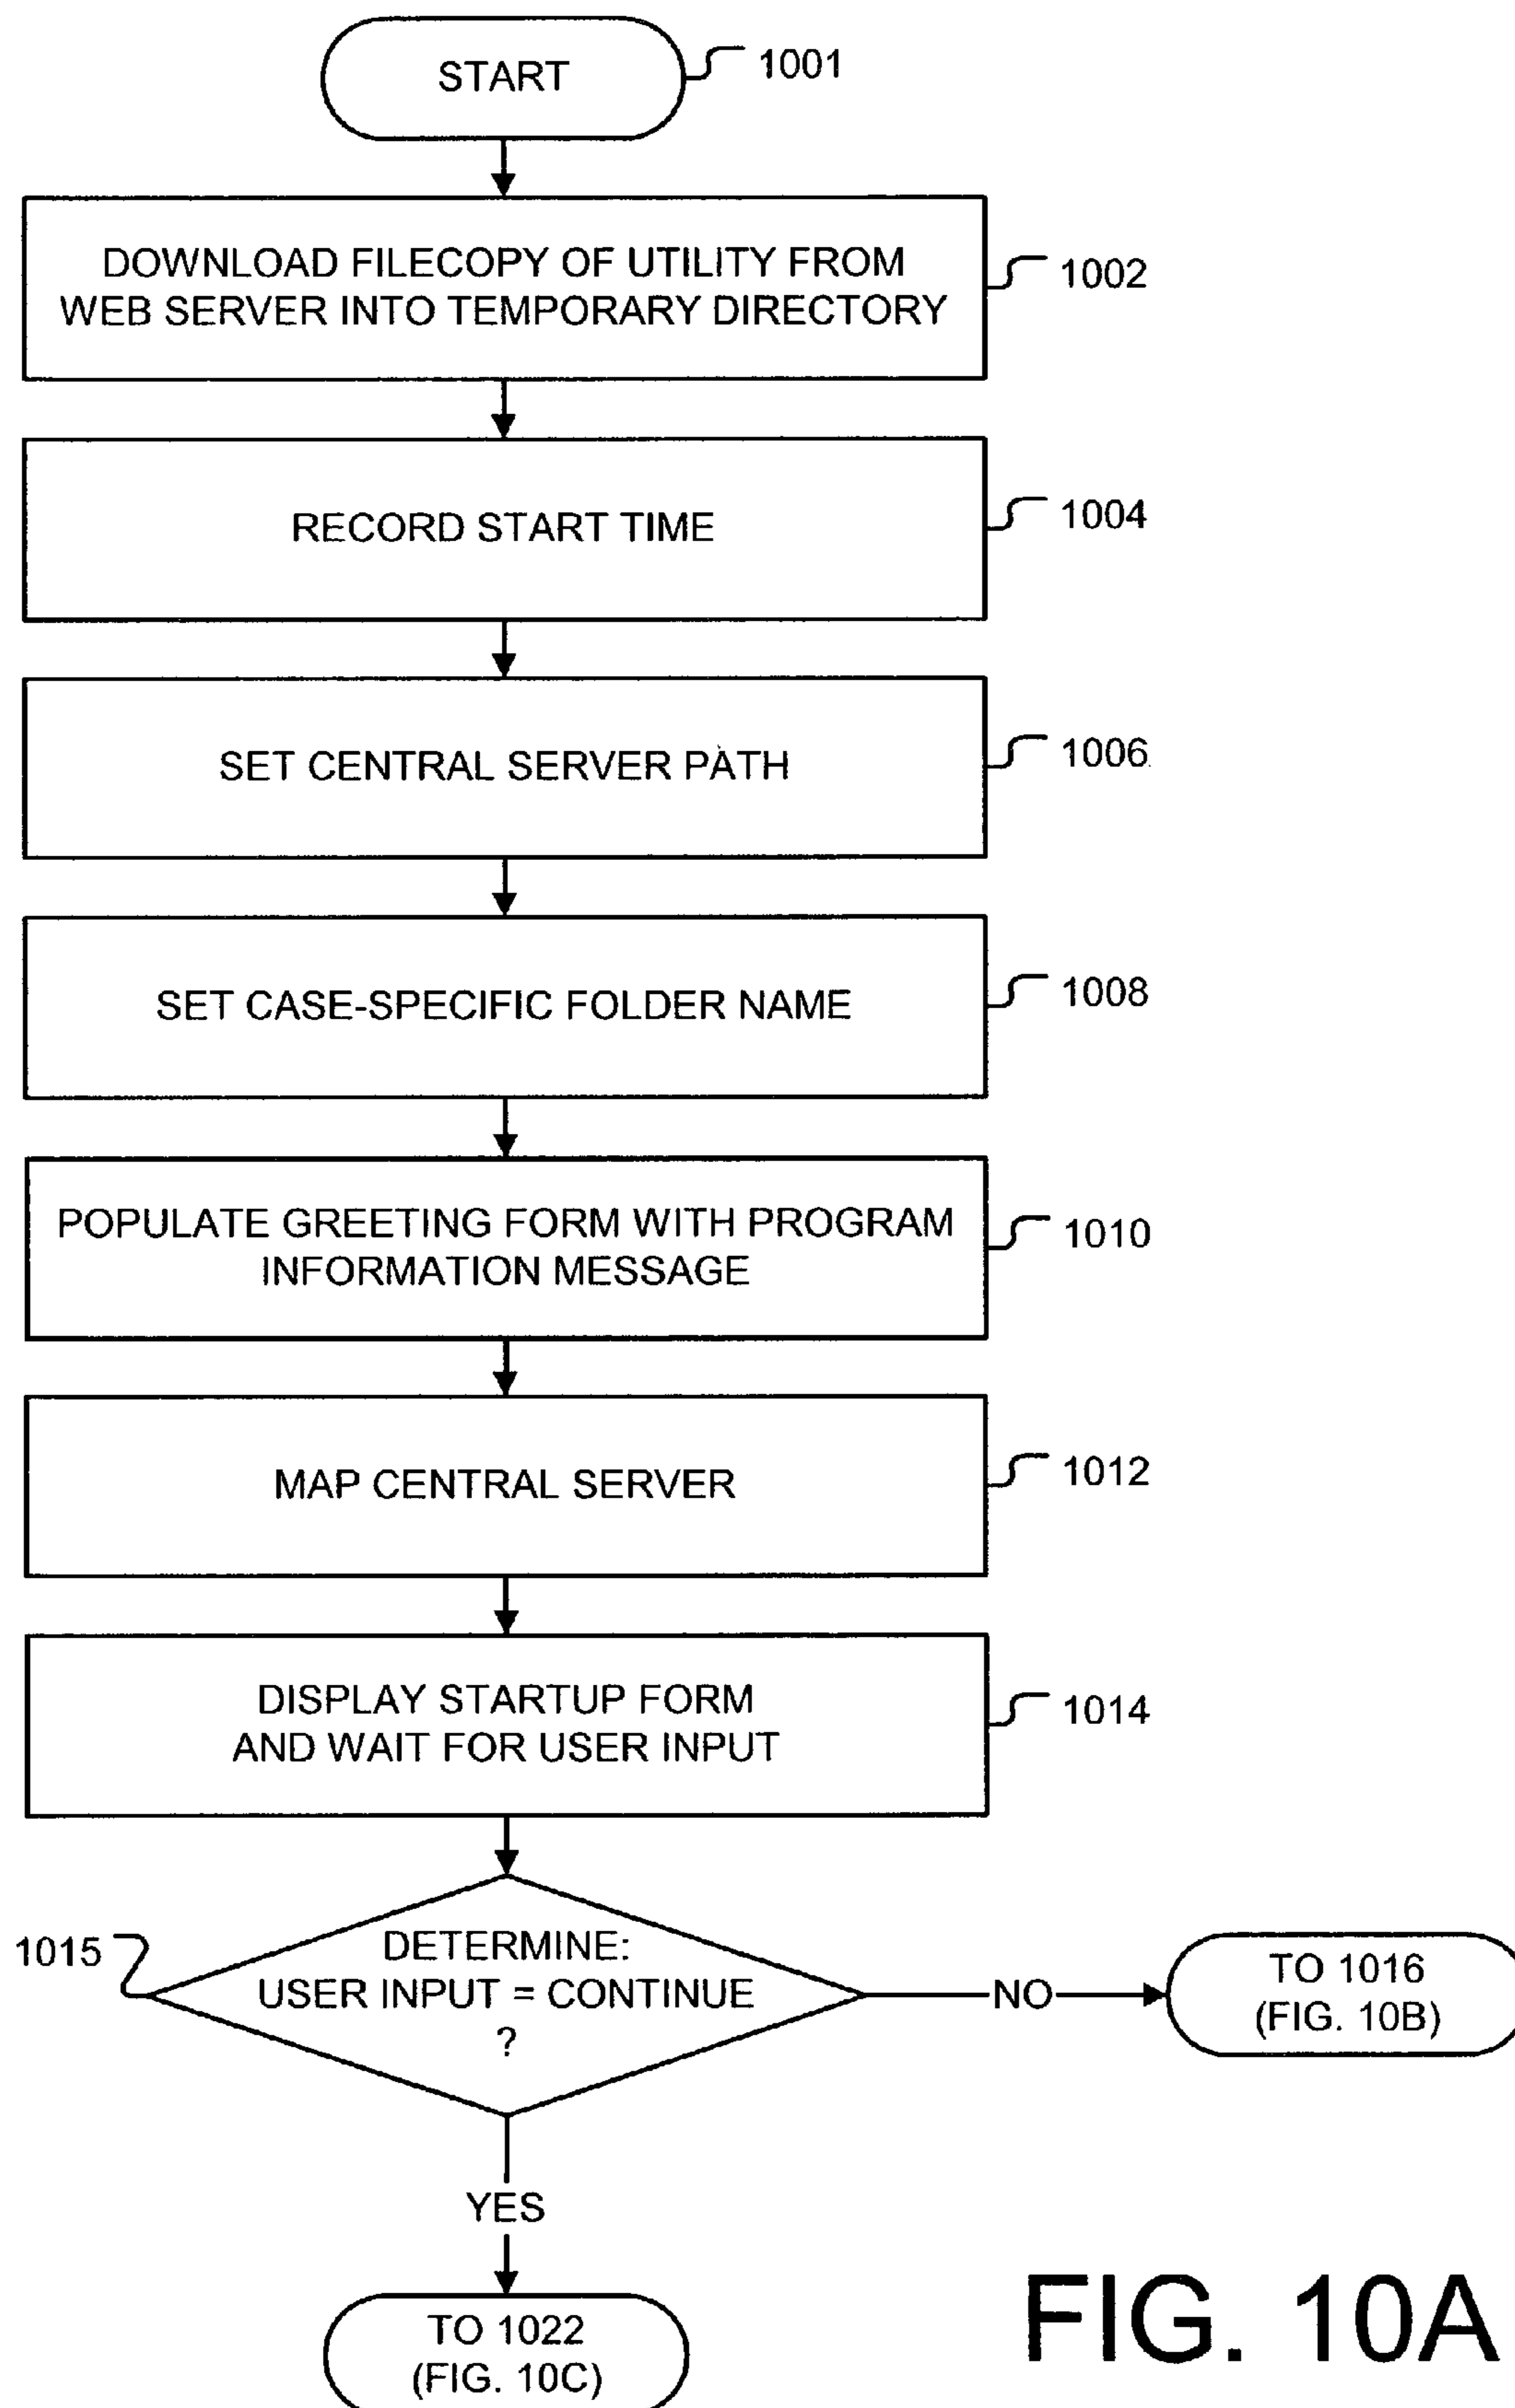 START
1001
DOWNLOAD FILECOPY OF UTILITY FROM
WEB SERVER INTO TEMPORARY DIRECTORY
1002
RECORD START TIME
1004
SET CENTRAL SERVER PATH
1006
SET CASE-SPECIFIC FOLDER NAME
1008
POPULATE GREETING FORM WITH PROGRAM
INFORMATION MESSAGE
1010
MAP CENTRAL SERVER
1012
DISPLAY STARTUP FORM
AND WAIT FOR USER INPUT
1014
1015
DETERMINE:
USER INPUT = CONTINUE
?
NO
TO 1016
(FIG. 10B)
YES
TO 1022
(FIG. 10C)
FIG. 10A